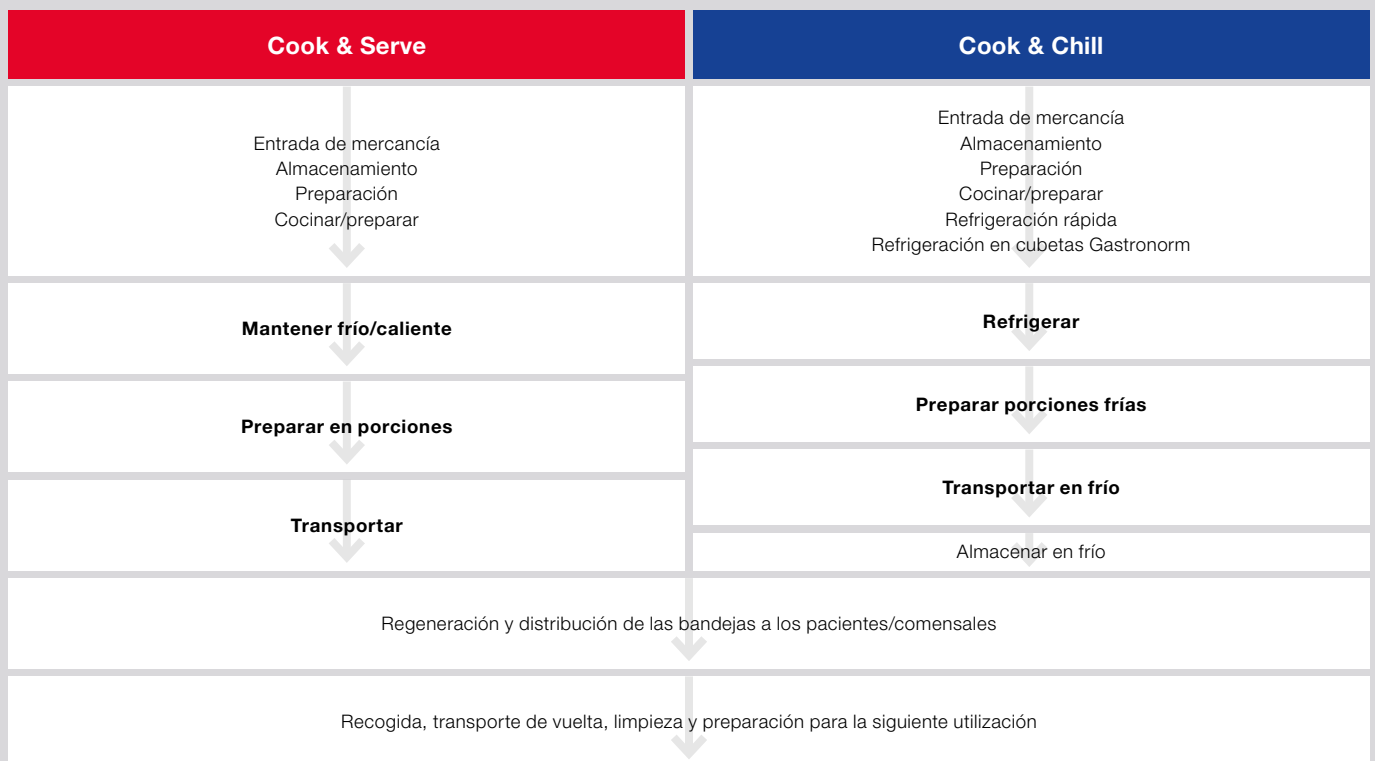 Cook & Serve
Entrada de mercancía
Almacenamiento
Preparación
Cocinar/preparar
Mantener frío/caliente
Preparar en porciones
Transportar
Cook & Chill
Entrada de mercancía
Almacenamiento
Preparación
Cocinar/preparar
Refrigeración rápida
Refrigeración en cubetas Gastronorm
Refrigerar
Preparar porciones frías
Transportar en frío
Almacenar en frío
Regeneración y distribución de las bandejas a los pacientes/comensales
Recogida, transporte de vuelta, limpieza y preparación para la siguiente utilización